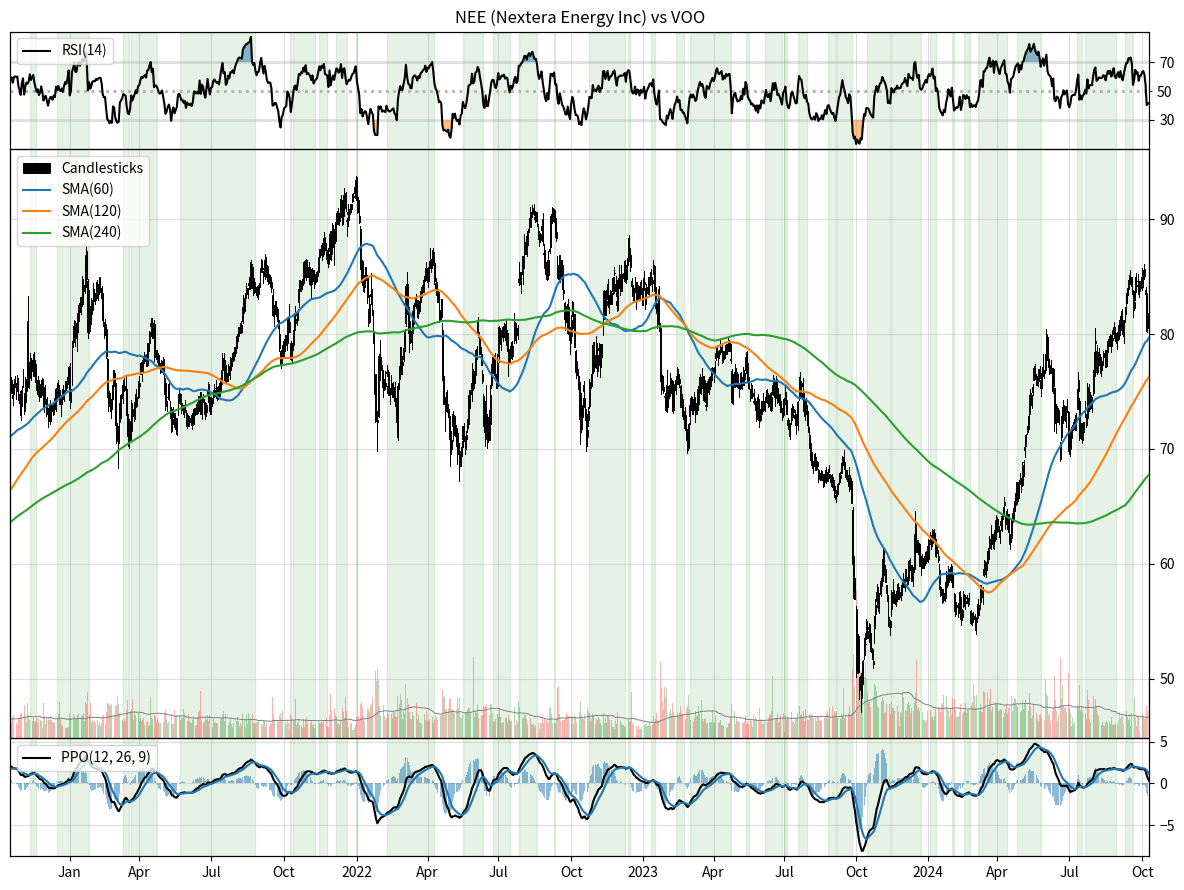 NEE (Nextera Energy Inc) vs VOO
RSI(14)
70
50
30
Candlesticks
SMA(60)
SMA(120)
SMA(240)
90
80
70
60
50
PPO(12, 26, 9)
5
0
−5
Jan Apr Jul Oct 2022 Apr Jul Oct 2023 Apr Jul Oct 2024 Apr Jul Oct